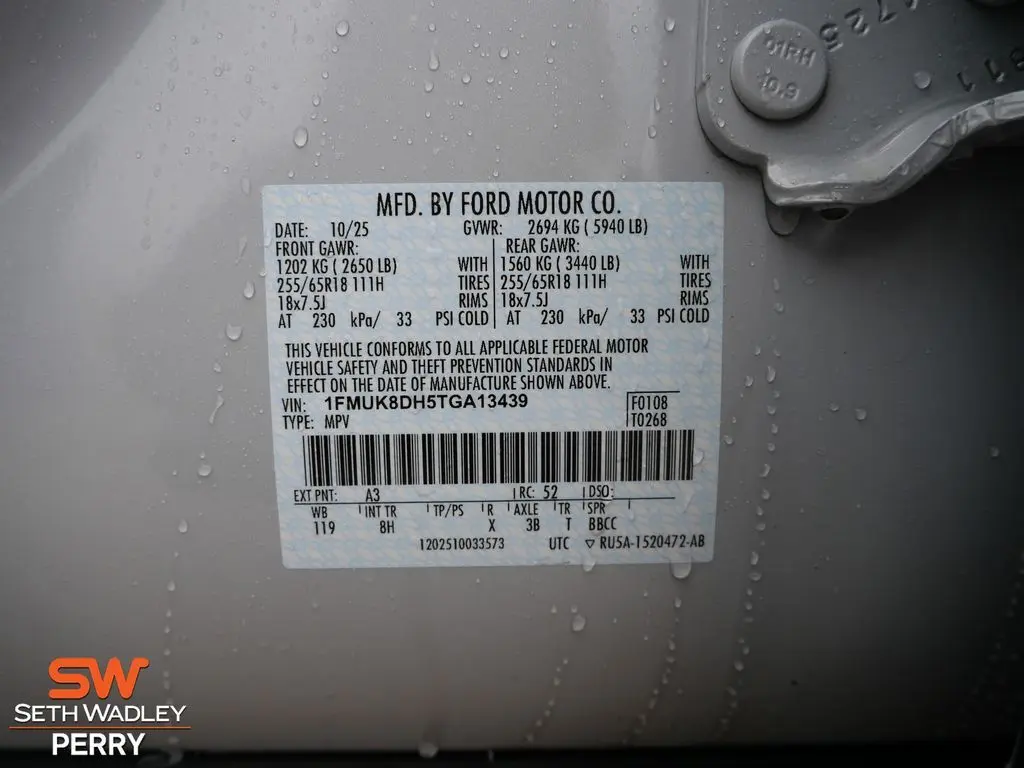 01RH
10.9
4725
311
MFD. BY FORD MOTOR CO.
DATE: 10/25 GVWR: 2694 KG ( 5940 LB)
FRONT GAWR: REAR GAWR:
1202 KG ( 2650 LB) WITH 1560 KG ( 3440 LB) WITH
255/65R18 111H TIRES 255/65R18 111H TIRES
18x7.5J RIMS 18x7.5J RIMS
AT 230 kPa/ 33 PSI COLD AT 230 kPa/ 33 PSI COLD
THIS VEHICLE CONFORMS TO ALL APPLICABLE FEDERAL MOTOR
VEHICLE SAFETY AND THEFT PREVENTION STANDARDS IN
EFFECT ON THE DATE OF MANUFACTURE SHOWN ABOVE.
VIN: 1FMUK8DH5TGA13439 F0108
TYPE: MPV T0268
EXT PNT: A3 RC: 52 DSO:
WB INT TR TP/PS R AXLE TR SPR
119 8H X 3B T BBCC
1202510033573 UTC ▽ RU5A-1520472-AB
SW
SETH WADLEY
PERRY